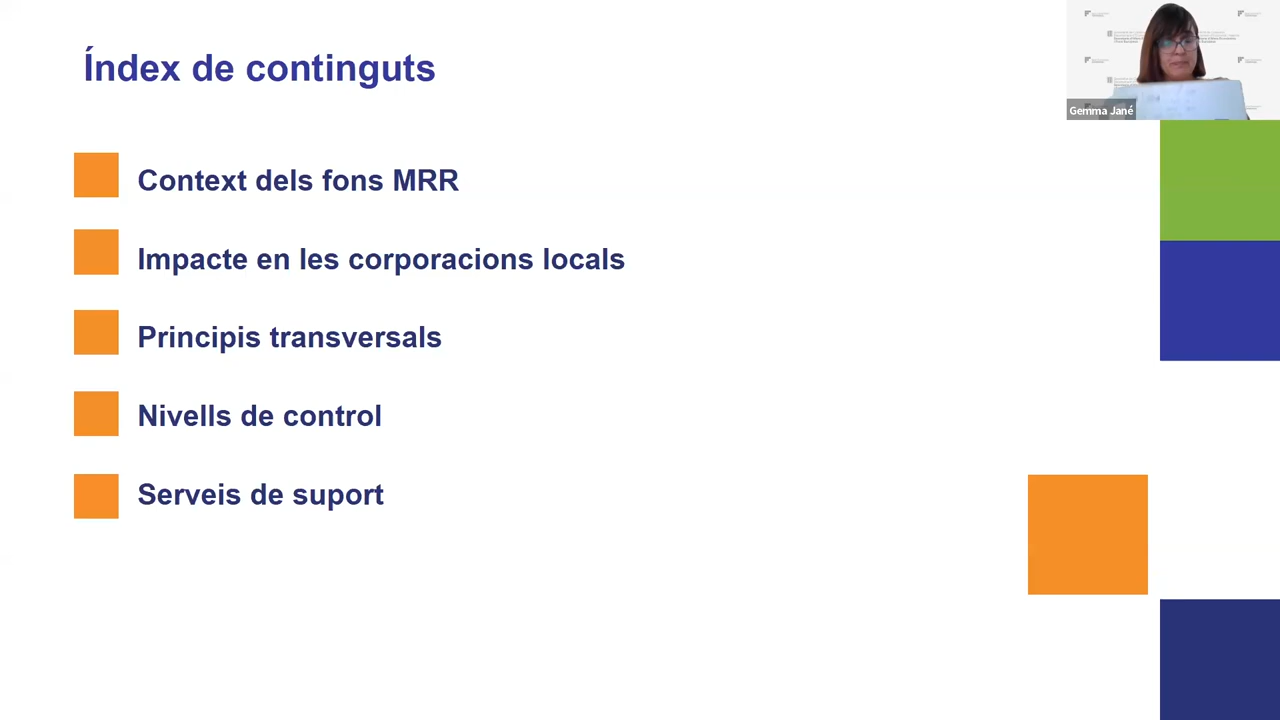 Índex de continguts
Gemma Jané
Context dels fons MRR
Impacte en les corporacions locals
Principis transversals
Nivells de control
Serveis de suport